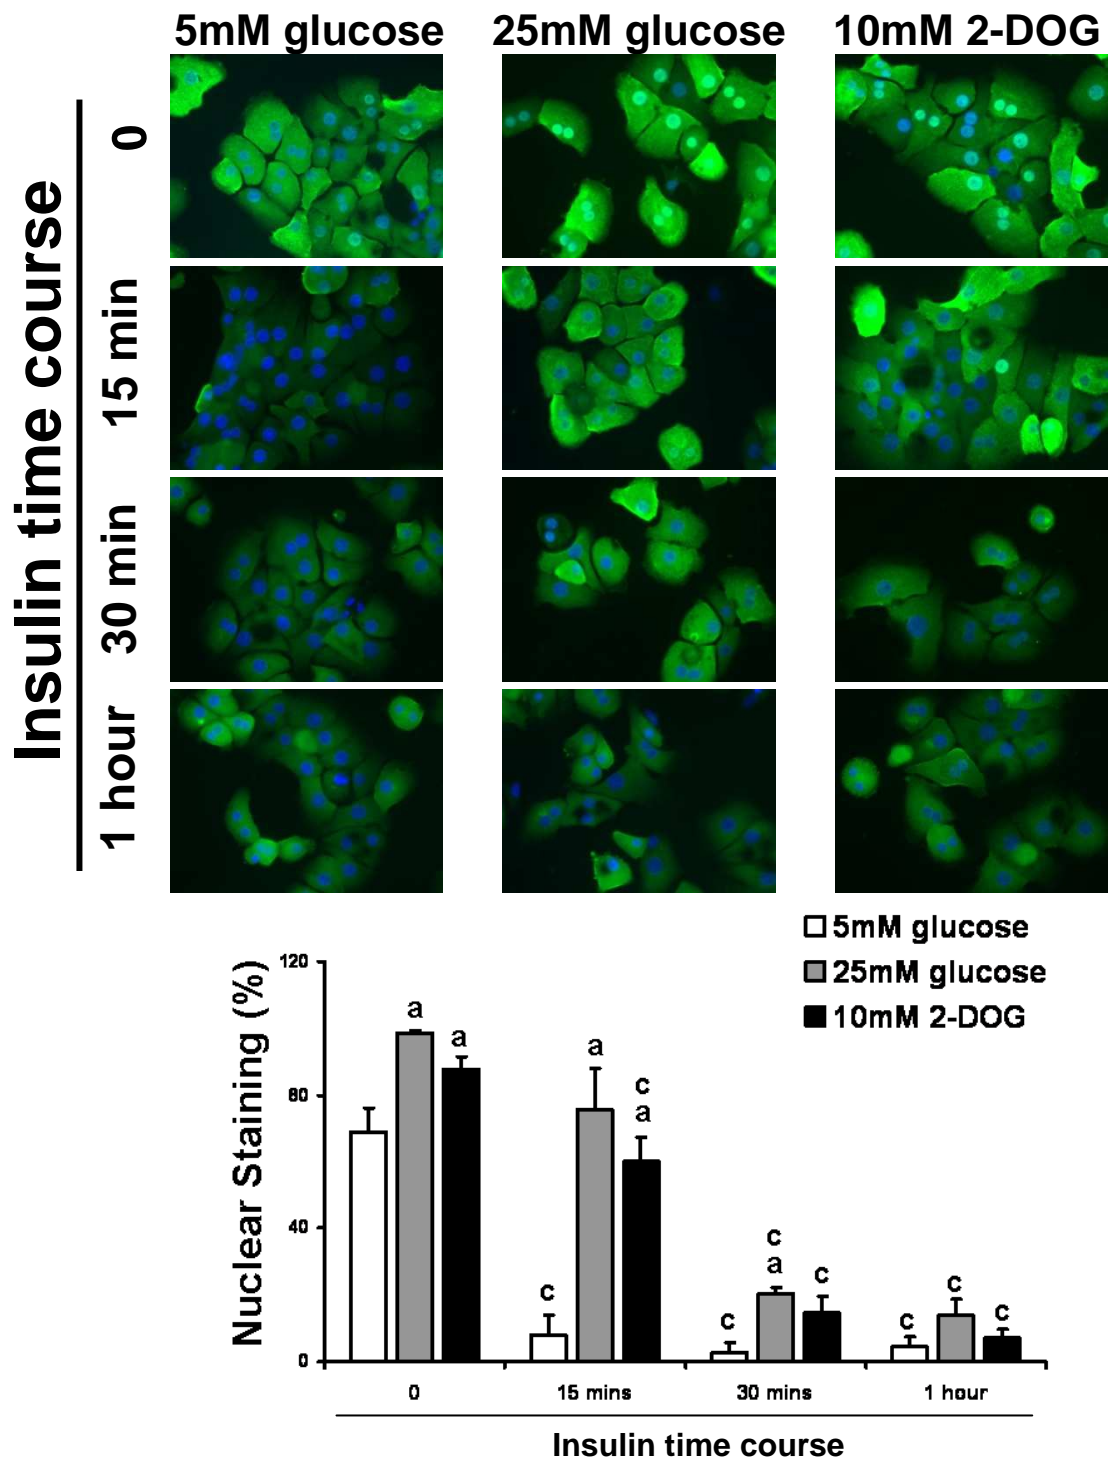 5mM glucose 25mM glucose 10mM 2-DOG
Insulin time course
0
15 min
30 min
1 hour
5mM glucose
25mM glucose
10mM 2-DOG
Nuclear Staining (%)
120
80
40
0
a
a
c
a
c
a
c
c
a
c
c
c
c
0 15 mins 30 mins 1 hour
Insulin time course